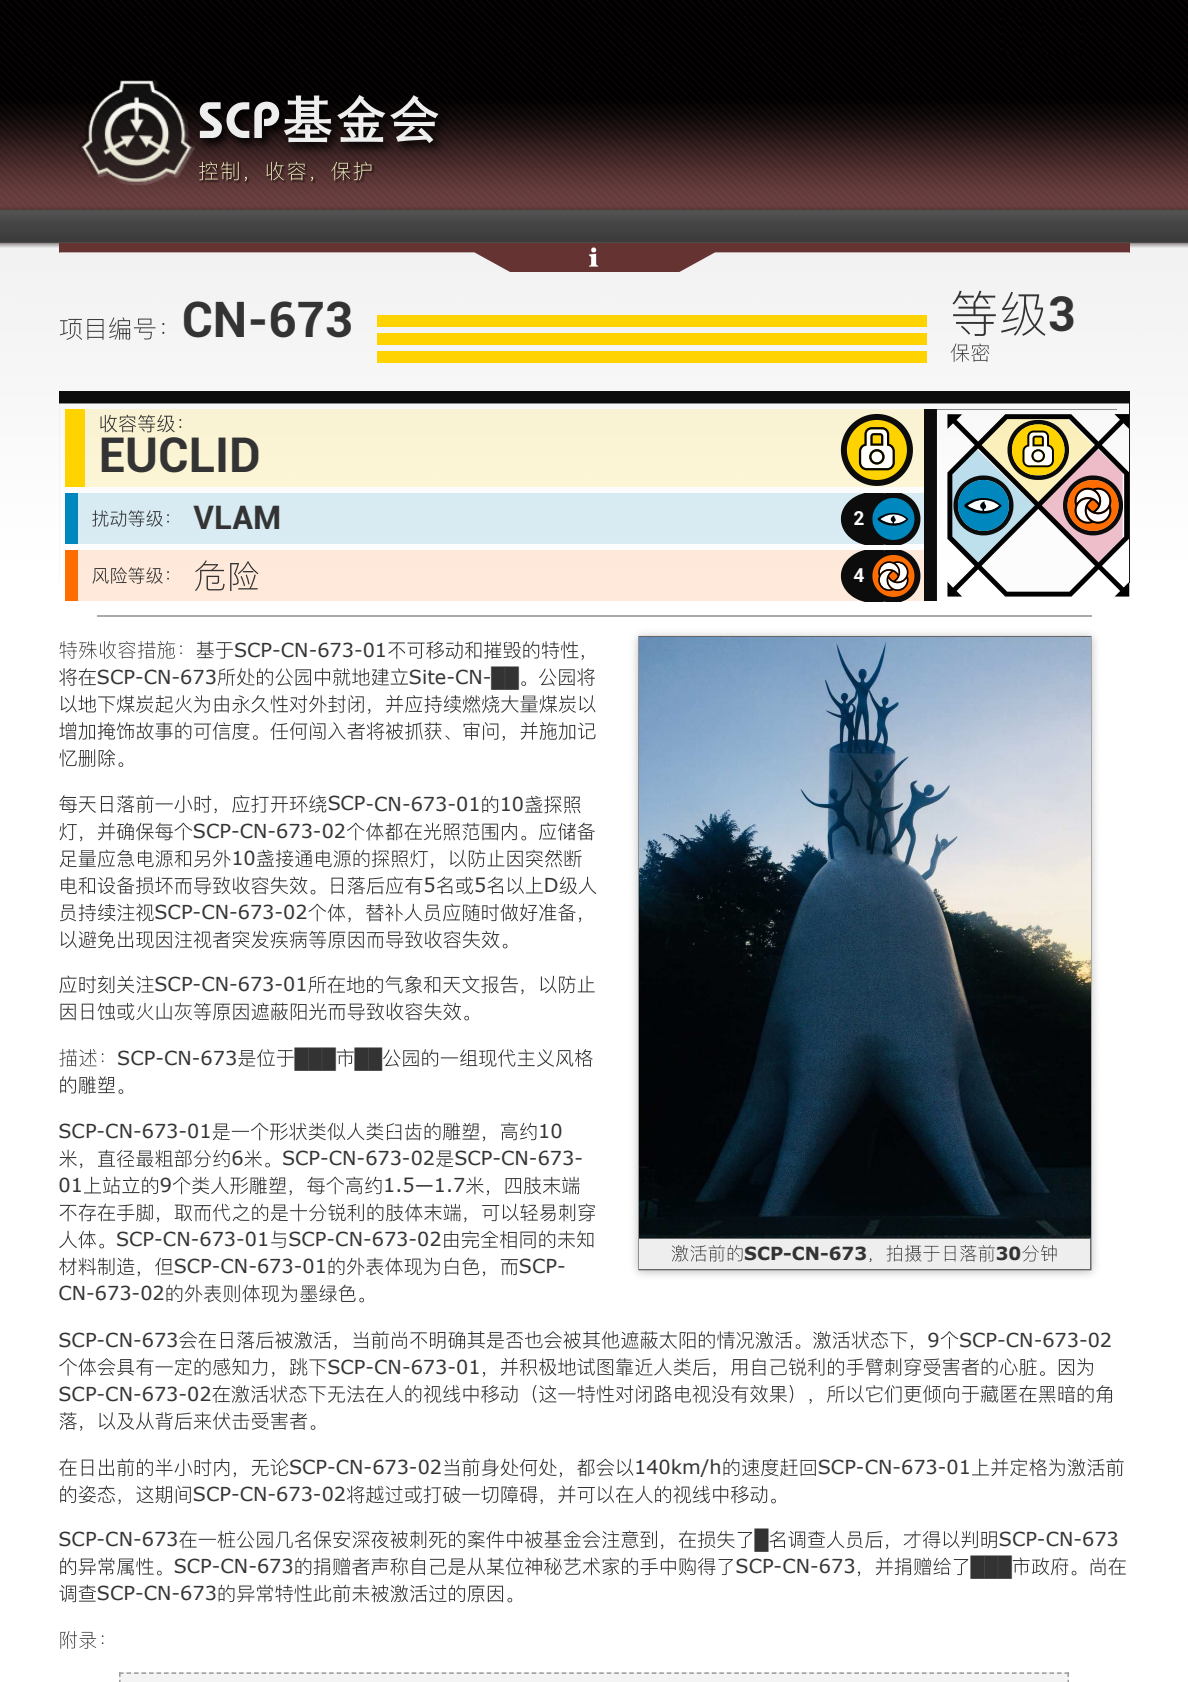 SCP基金会
控制，收容，保护
i
项目编号：CN-673
等级3
保密
收容等级：
EUCLID
扰动等级：VLAM
2
风险等级：危险
4
特殊收容措施：基于SCP-CN-673-01不可移动和摧毁的特性，
将在SCP-CN-673所处的公园中就地建立Site-CN-██。公园将
以地下煤炭起火为由永久性对外封闭，并应持续燃烧大量煤炭以
增加掩饰故事的可信度。任何闯入者将被抓获、审问，并施加记
忆删除。
每天日落前一小时，应打开环绕SCP-CN-673-01的10盏探照
灯，并确保每个SCP-CN-673-02个体都在光照范围内。应储备
足量应急电源和另外10盏接通电源的探照灯，以防止因突然断
电和设备损坏而导致收容失效。日落后应有5名或5名以上D级人
员持续注视SCP-CN-673-02个体，替补人员应随时做好准备，
以避免出现因注视者突发疾病等原因而导致收容失效。
应时刻关注SCP-CN-673-01所在地的气象和天文报告，以防止
因日蚀或火山灰等原因遮蔽阳光而导致收容失效。
描述：SCP-CN-673是位于███市██公园的一组现代主义风格
的雕塑。
SCP-CN-673-01是一个形状类似人类臼齿的雕塑，高约10
米，直径最粗部分约6米。SCP-CN-673-02是SCP-CN-673-
01上站立的9个类人形雕塑，每个高约1.5—1.7米，四肢末端
不存在手脚，取而代之的是十分锐利的肢体末端，可以轻易刺穿
人体。SCP-CN-673-01与SCP-CN-673-02由完全相同的未知
材料制造，但SCP-CN-673-01的外表体现为白色，而SCP-
CN-673-02的外表则体现为墨绿色。
激活前的SCP-CN-673，拍摄于日落前30分钟
SCP-CN-673会在日落后被激活，当前尚不明确其是否也会被其他遮蔽太阳的情况激活。激活状态下，9个SCP-CN-673-02
个体会具有一定的感知力，跳下SCP-CN-673-01，并积极地试图靠近人类后，用自己锐利的手臂刺穿受害者的心脏。因为
SCP-CN-673-02在激活状态下无法在人的视线中移动（这一特性对闭路电视没有效果），所以它们更倾向于藏匿在黑暗的角
落，以及从背后来伏击受害者。
在日出前的半小时内，无论SCP-CN-673-02当前身处何处，都会以140km/h的速度赶回SCP-CN-673-01上并定格为激活前
的姿态，这期间SCP-CN-673-02将越过或打破一切障碍，并可以在人的视线中移动。
SCP-CN-673在一桩公园几名保安深夜被刺死的案件中被基金会注意到，在损失了█名调查人员后，才得以判明SCP-CN-673
的异常属性。SCP-CN-673的捐赠者声称自己是从某位神秘艺术家的手中购得了SCP-CN-673，并捐赠给了███市政府。尚在
调查SCP-CN-673的异常特性此前未被激活过的原因。
附录：